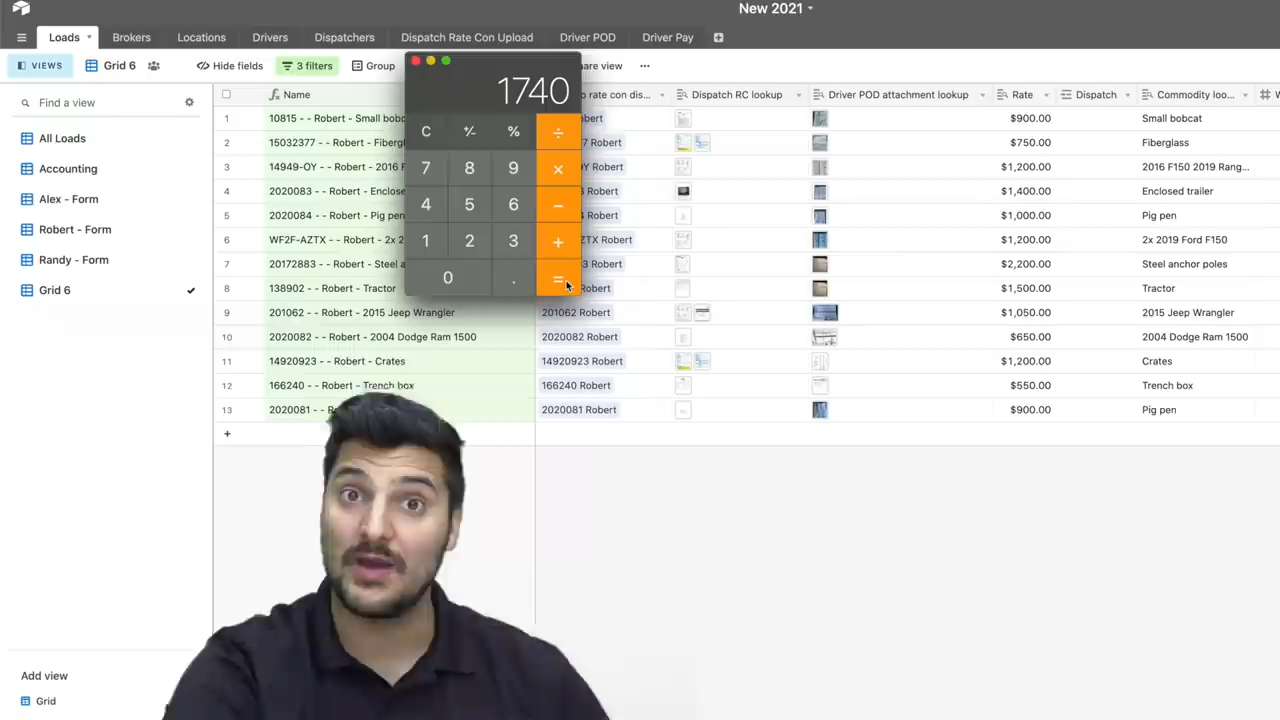 New 2021
Loads Brokers Locations Drivers Dispatchers Dispatch Rate Con Upload Driver POD Driver Pay
VIEWS Grid 6 Hide fields 3 filters Group are view ...
Find a view
All Loads
Accounting
Alex - Form
Robert - Form
Randy - Form
Grid 6
Add view
Grid
1740
C +/- % ÷
7 8 9 ×
4 5 6 −
1 2 3 +
0 . =
Name rate con dis... Dispatch RC lookup Driver POD attachment lookup Rate Dispatch Commodity loo...
1 10815 - - Robert - Small bobc bert $900.00 Small bobcat
2 15032377 - - Robert - Fiberg 7 Robert $750.00 Fiberglass
3 14949-OY - - Robert - 2016 F Y Robert $1,200.00 2016 F150 2019 Rang...
4 2020083 - - Robert - Enclose 3 Robert $1,400.00 Enclosed trailer
5 2020084 - - Robert - Pig pen Robert $1,000.00 Pig pen
6 WF2F-AZTX - - Robert - 2x 2 ZTX Robert $1,200.00 2x 2019 Ford F150
7 20172883 - - Robert - Steel a 3 Robert $2,200.00 Steel anchor poles
8 138902 - - Robert - Tractor obert $1,500.00 Tractor
9 201062 - - Robert - 2015 Jeep Wrangler 201062 Robert $1,050.00 2015 Jeep Wrangler
10 2020082 - - Robert - 2004 Dodge Ram 1500 2020082 Robert $650.00 2004 Dodge Ram 1500
11 14920923 - - Robert - Crates 14920923 Robert $1,200.00 Crates
12 166240 - - Robert - Trench box 166240 Robert $550.00 Trench box
13 2020081 - - R 2020081 Robert $900.00 Pig pen
+